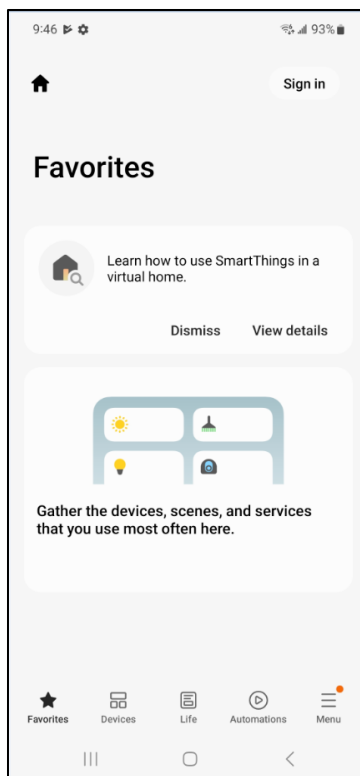 9:46 93%
Sign in
Favorites
Learn how to use SmartThings in a
virtual home.
Dismiss View details
Gather the devices, scenes, and services
that you use most often here.
Favorites Devices Life Automations Menu